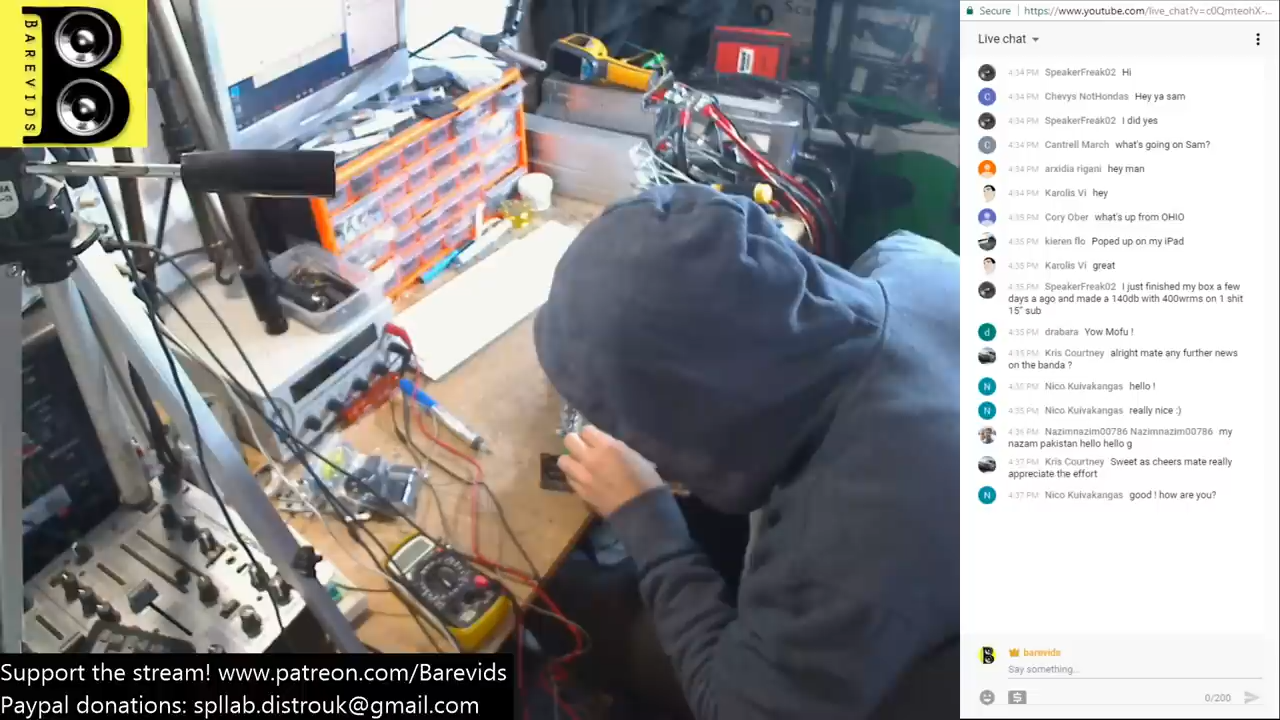 BAREVIDS
B
Secure https://www.youtube.com/live_chat?v=c0QmteohX-...
Live chat
4:34 PM SpeakerFreak02 Hi
C
4:34 PM Chevys NotHondas Hey ya sam
4:34 PM SpeakerFreak02 I did yes
C
4:34 PM Cantrell March what's going on Sam?
4:34 PM arxidia rigani hey man
4:34 PM Karolis Vi hey
4:35 PM Cory Ober what's up from OHIO
4:35 PM kieren flo Poped up on my iPad
4:35 PM Karolis Vi great
4:35 PM SpeakerFreak02 I just finished my box a few
days a ago and made a 140db with 400wrms on 1 shit
15" sub
d
4:35 PM drabara Yow Mofu !
4:35 PM Kris Courtney alright mate any further news
on the banda ?
N
4:35 PM Nico Kuivakangas hello !
N
4:35 PM Nico Kuivakangas really nice :)
4:36 PM Nazimnazim00786 Nazimnazim00786 my
nazam pakistan hello hello g
4:37 PM Kris Courtney Sweet as cheers mate really
appreciate the effort
N
4:37 PM Nico Kuivakangas good ! how are you?
B
barevids
Say something...
$
0/200
Support the stream! www.patreon.com/Barevids
Paypal donations: spllab.distrouk@gmail.com